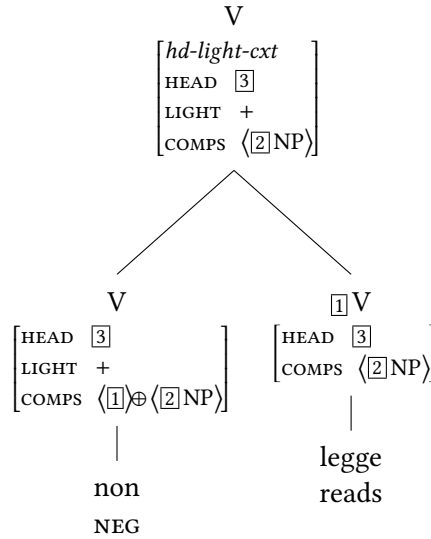 V
hd-light-cxt
HEAD [3]
LIGHT +
COMPS ⟨[2]NP⟩
V
HEAD [3]
LIGHT +
COMPS ⟨[1]⟩⊕⟨[2]NP⟩
non
NEG
[1]V
HEAD [3]
COMPS ⟨[2]NP⟩
legge
reads